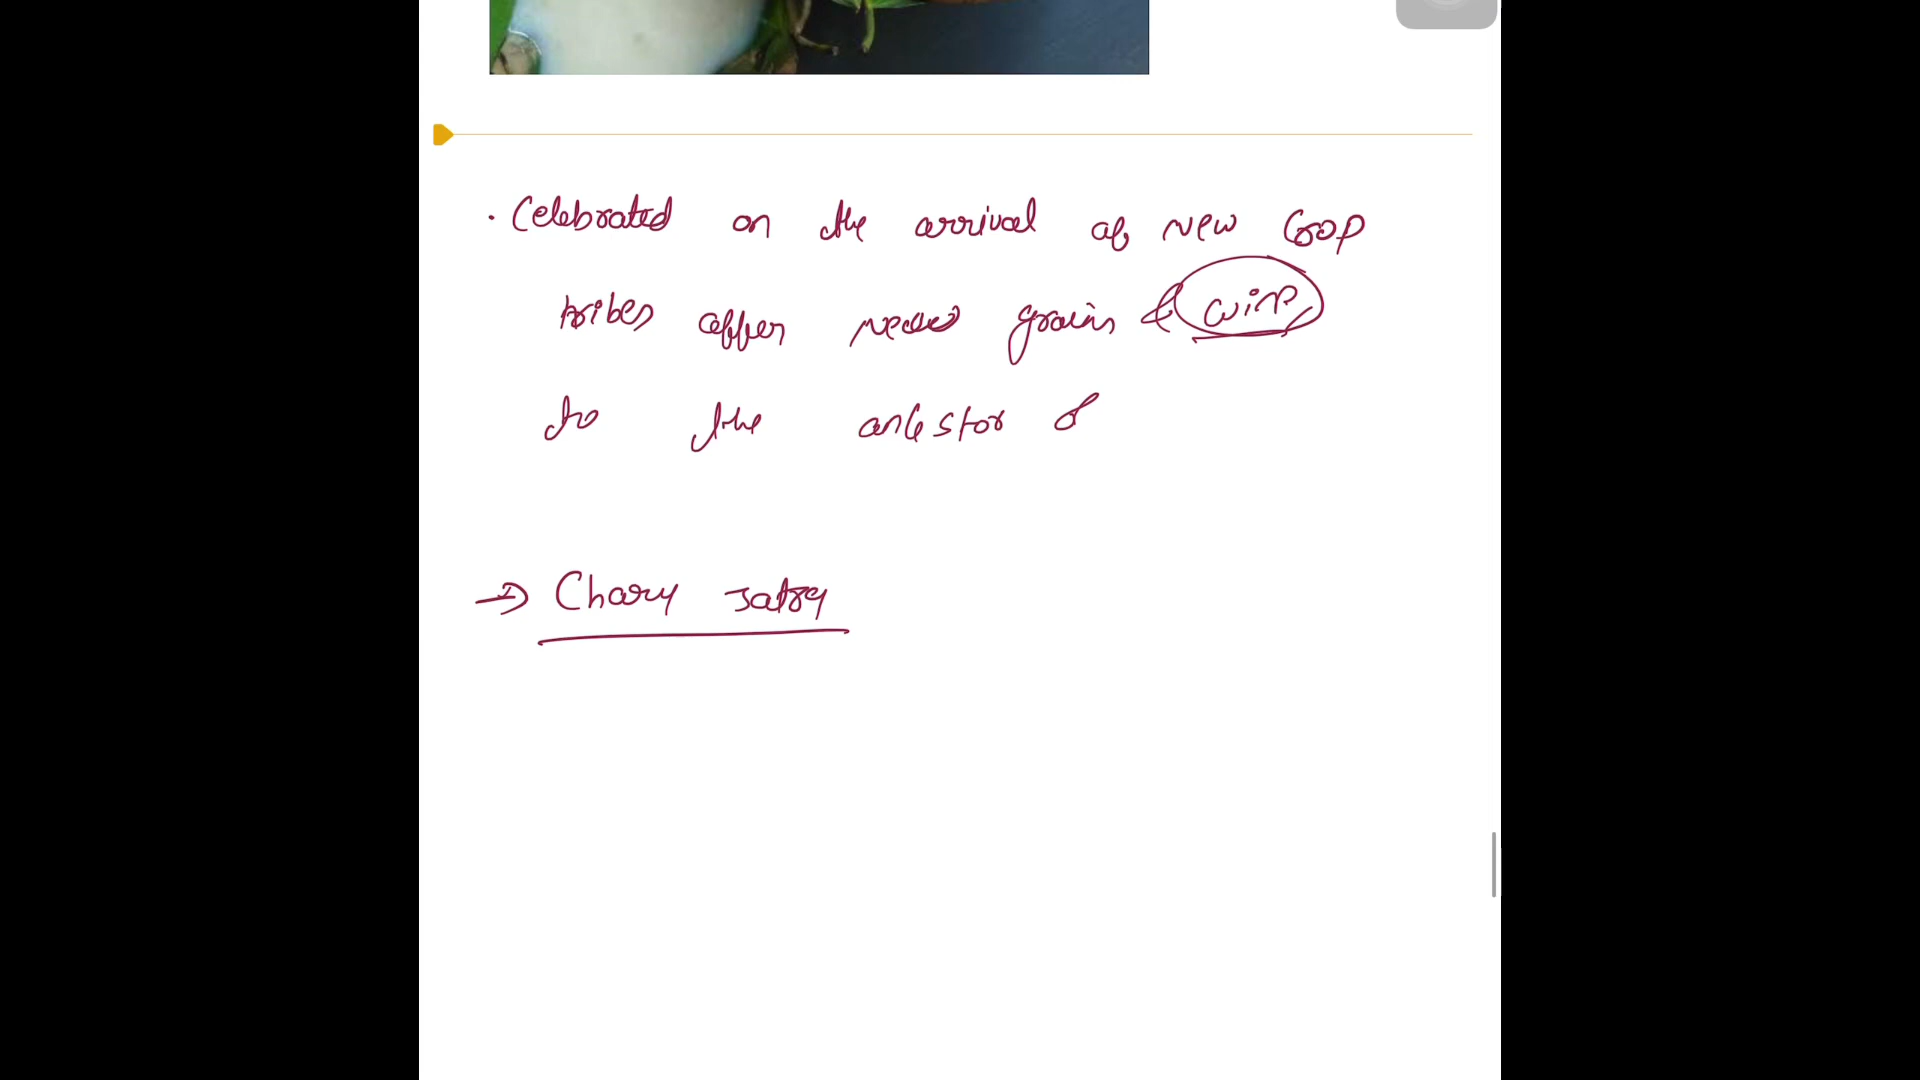 . Celebrated on the arrival of new crop
tribes offer new grains & wine
to the ancestor &
→ Chary Jatra